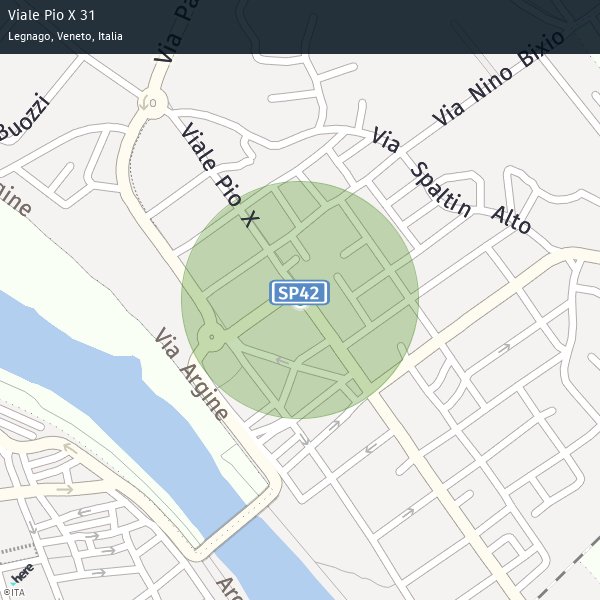 Viale Pio X 31
Legnago, Veneto, Italia
Via Pa
Buozzi
Viale Pio X
Via Nino Bixio
Via Spaltin Alto
gine
SP42
Via Argine
Arg
here
©ITA